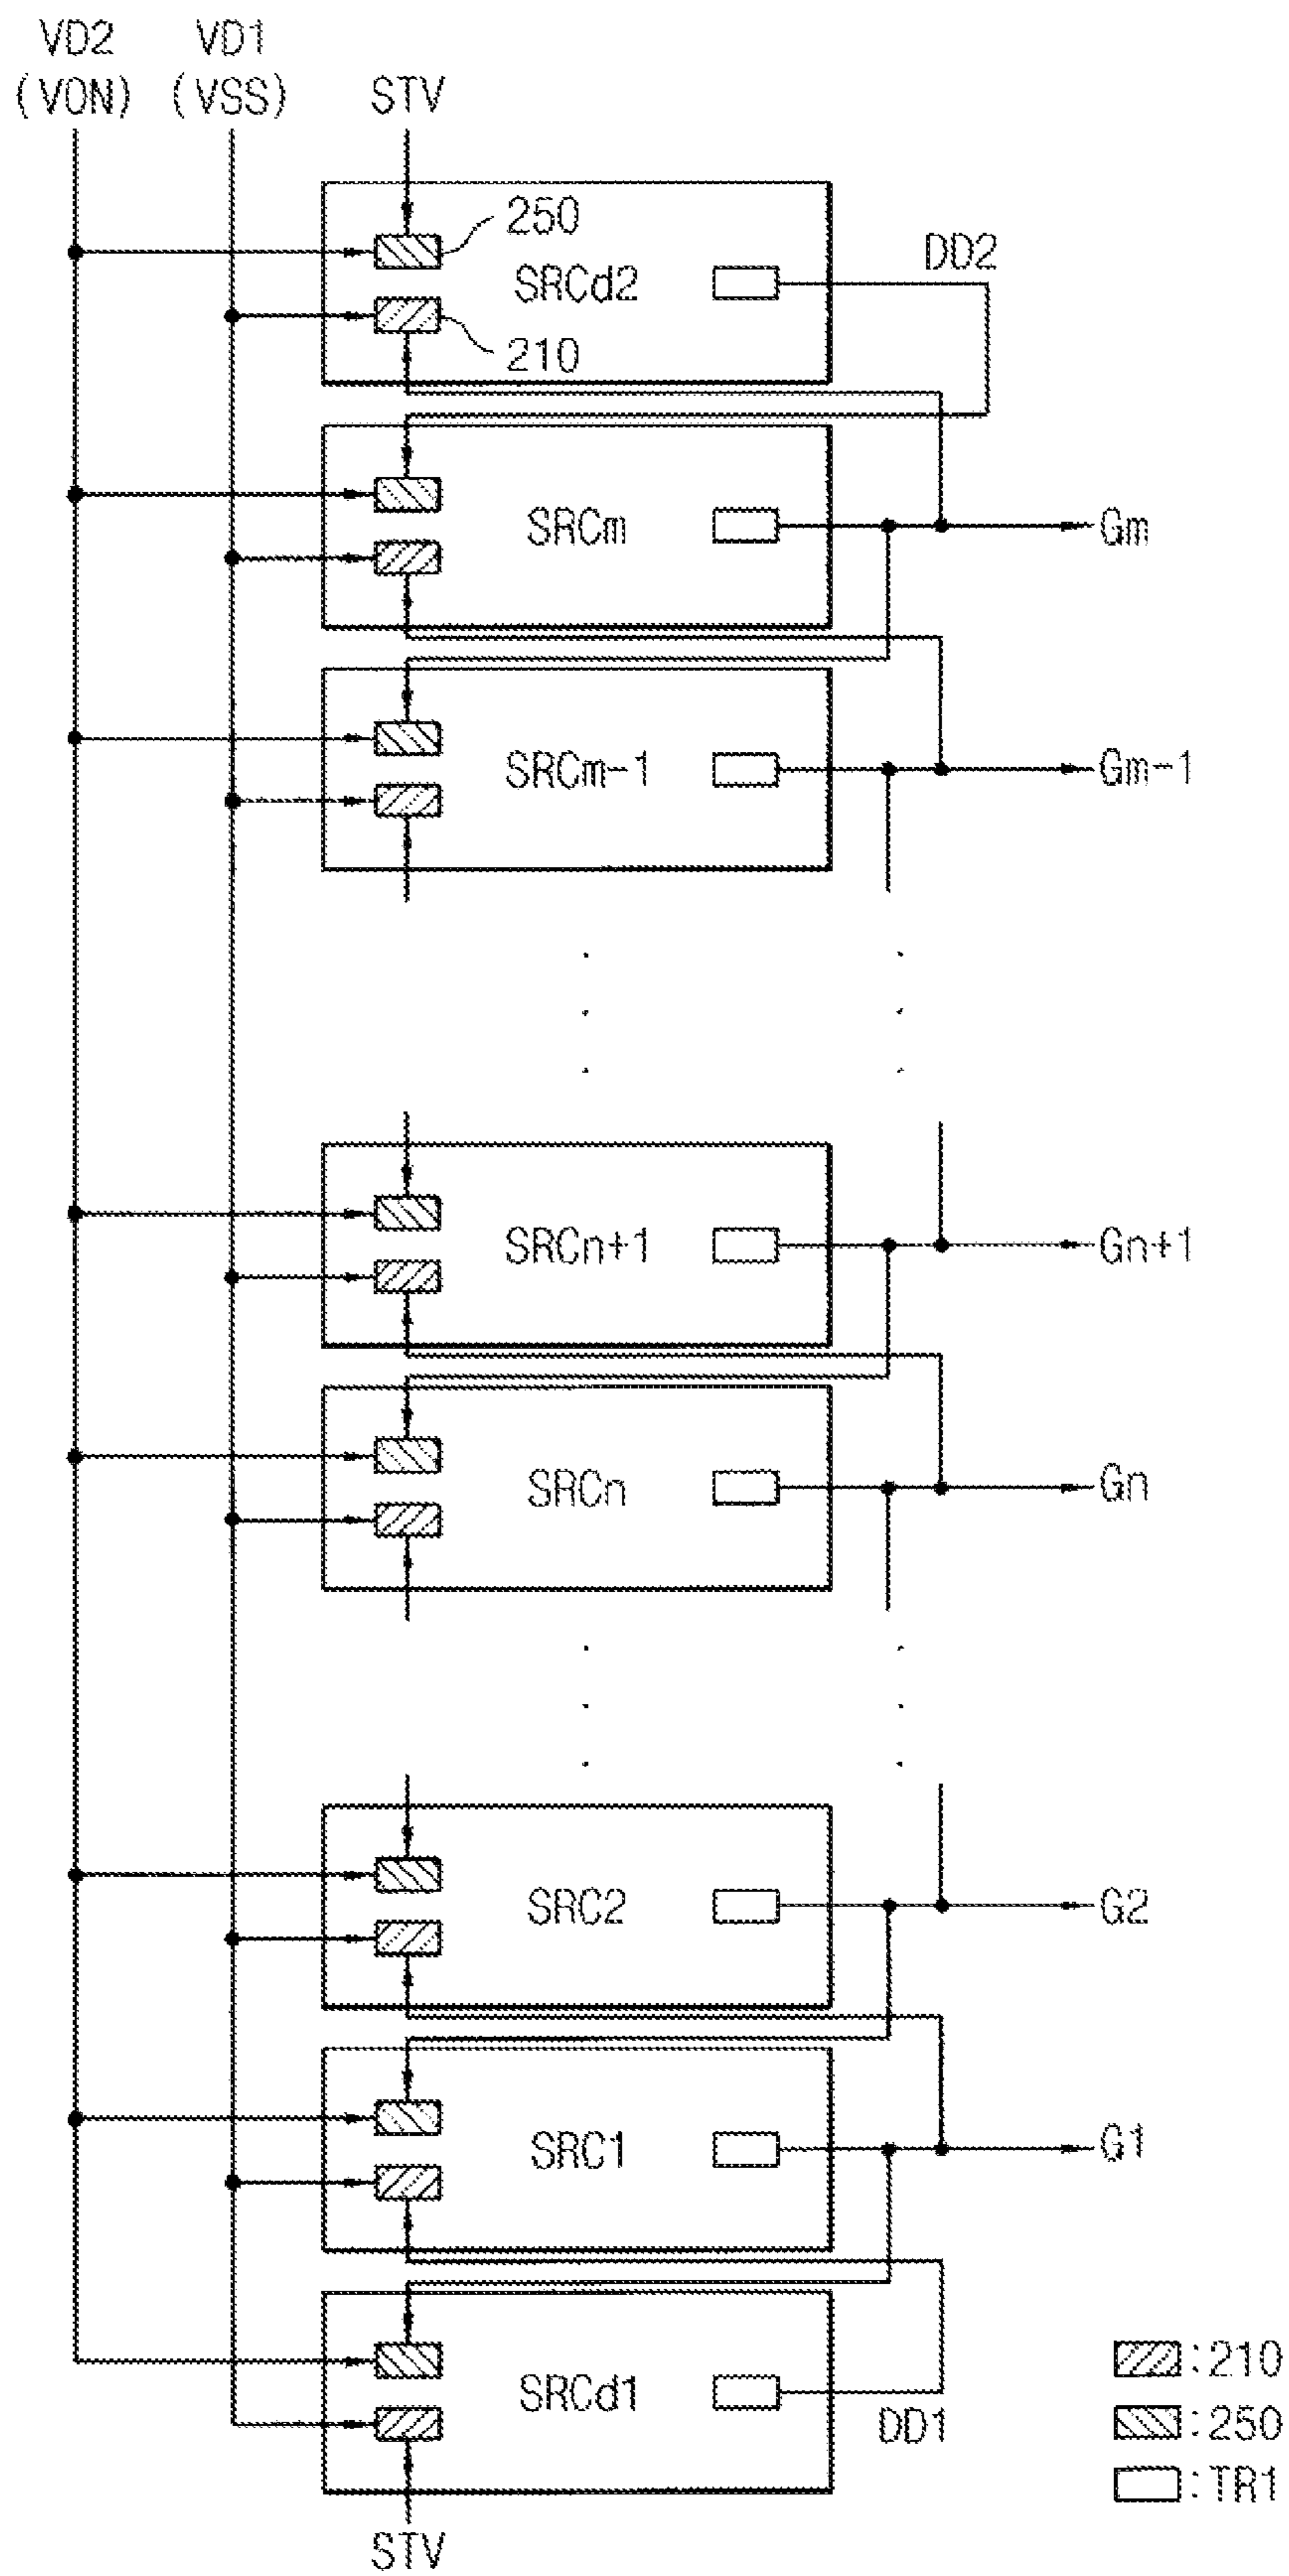 VD2
(VON)
VD1
(VSS)
STV
250
SRCd2
210
DD2
SRCm
Gm
SRCm-1
Gm-1
SRCn+1
Gn+1
SRCn
Gn
SRC2
G2
SRC1
G1
SRCd1
DD1
STV
:210
:250
:TR1